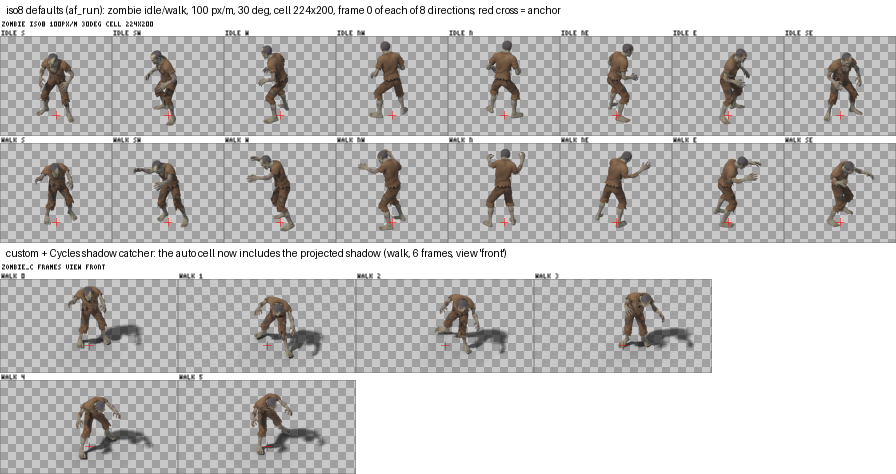 iso8 defaults (af_run): zombie idle/walk, 100 px/m, 30 deg, cell 224x200, frame 0 of each of 8 directions; red cross = anchor
ZOMBIE ISO8 100PX/M 30DEG CELL 224X200
IDLE S IDLE SW IDLE W IDLE NW IDLE N IDLE NE IDLE E IDLE SE
WALK S WALK SW WALK W WALK NW WALK N WALK NE WALK E WALK SE
custom + Cycles shadow catcher: the auto cell now includes the projected shadow (walk, 6 frames, view 'front')
ZOMBIE_C FRAMES VIEW FRONT
WALK 0 WALK 1 WALK 2 WALK 3
WALK 4 WALK 5